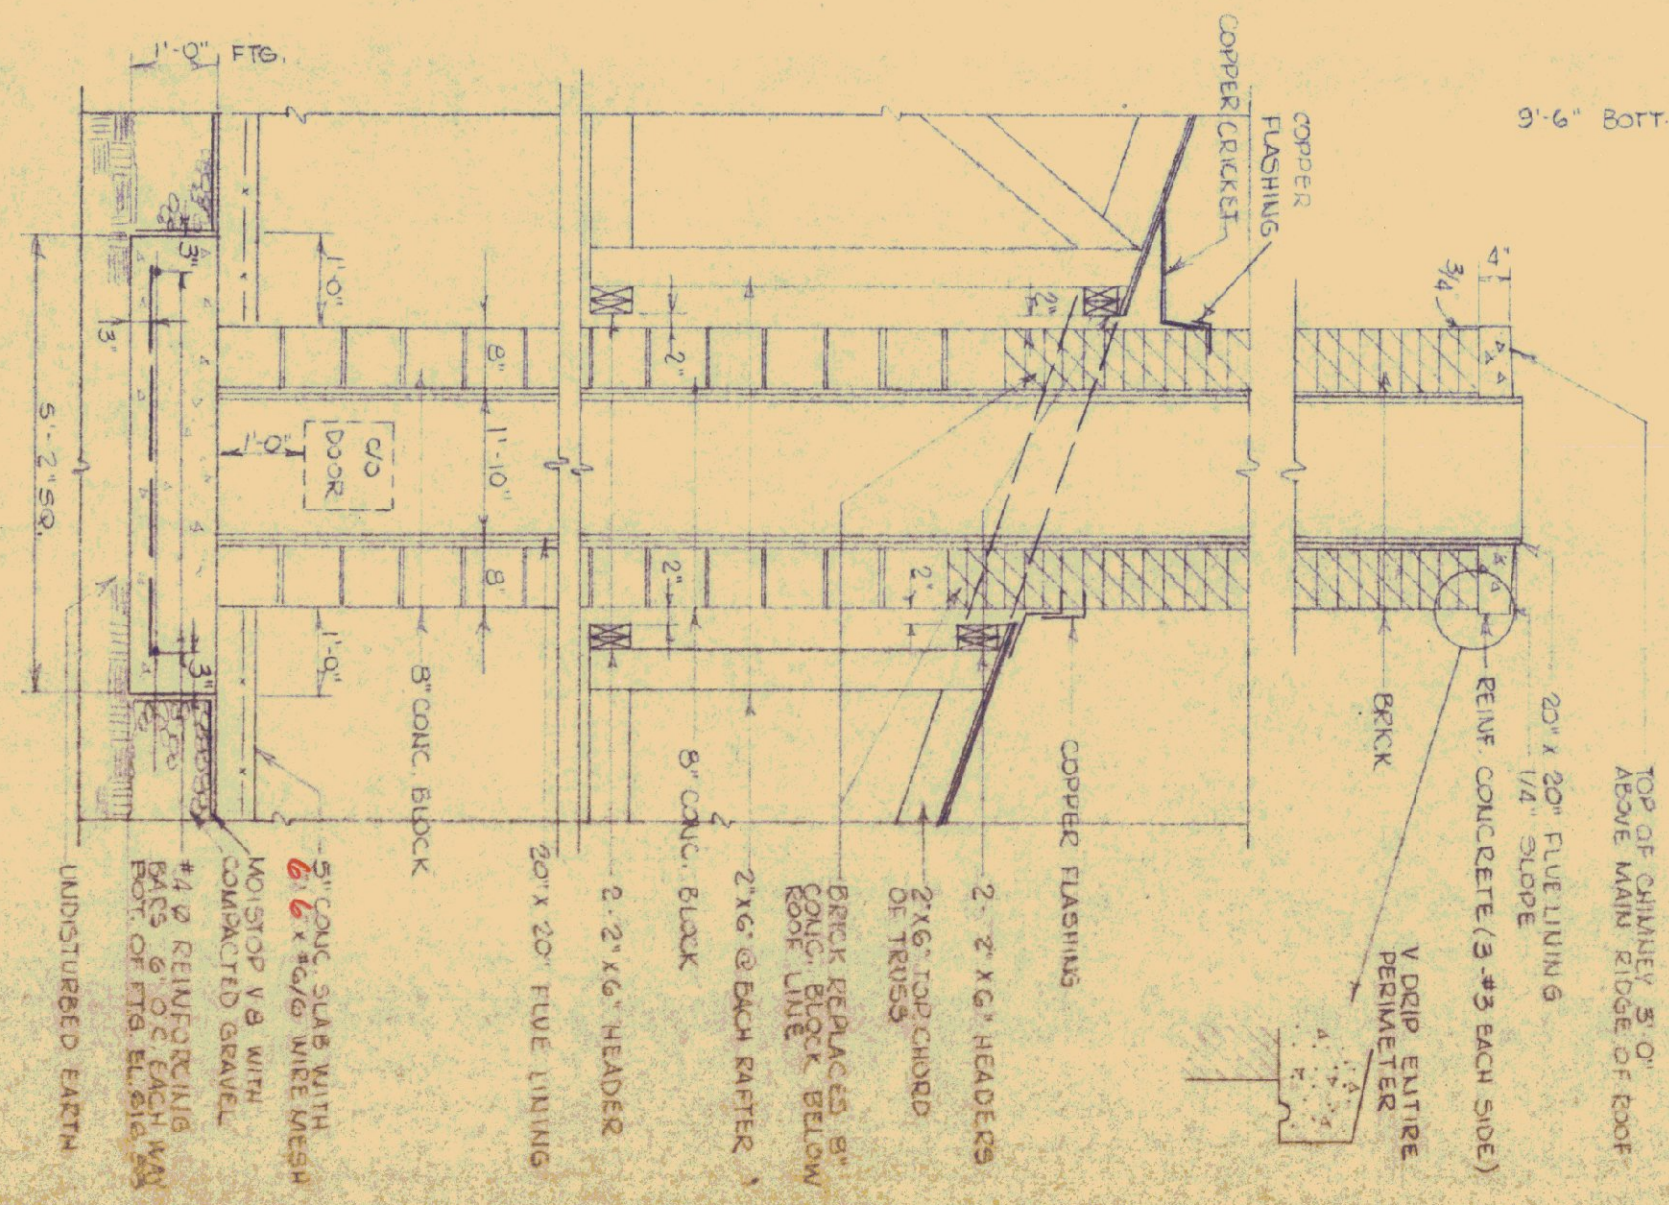 1'-0" FTG.
9'-6" BOTT.
COPPER CRICKET
COPPER
FLASHING
4"
3/4
TOP OF CHIMNEY 3'0"
ABOVE MAIN RIDGE OF ROOF
20" X 20" FLUE LINING
1/4" SLOPE
REINF. CONCRETE (3-#3 EACH SIDE)
BRICK
V DRIP ENTIRE
PERIMETER
COPPER FLASHING
2"
2"
2"
2"
2 - 2" X 6" HEADERS
2"X6" TOP CHORD
OF TRUSS
BRICK REPLACES 8"
CONC. BLOCK BELOW
ROOF LINE
2"X6" @ EACH RAFTER
8" CONC. BLOCK
2 - 2" X 6" HEADER
20" X 20" FLUE LINING
8"
1'-10"
8"
8" CONC. BLOCK
C/O
DOOR
1'-0"
1'-0"
1'-0"
3"
3"
3"
5'-2" SQ.
5" CONC. SLAB WITH
6" 6" x #6/6 WIRE MESH
MOISTOP V B WITH
COMPACTED GRAVEL
#4 Ø REINFORCING
BARS 6" O C EACH WAY
BOT. OF FTG. EL.
UNDISTURBED EARTH